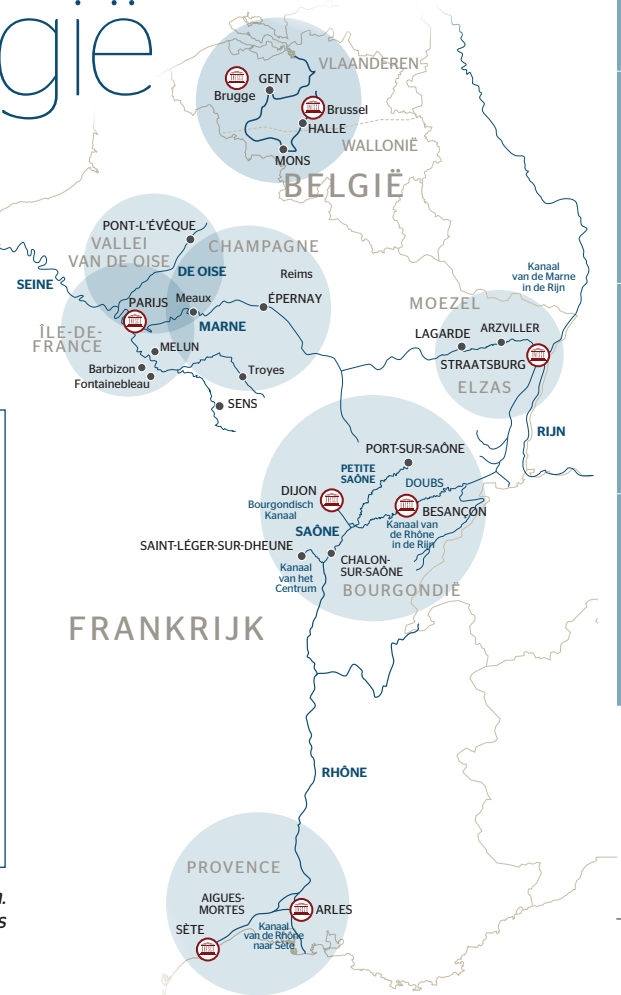 gië
VLAANDEREN
GENT
Brugge
Brussel
HALLE
WALLONIË
MONS
BELGIË
PONT-L'ÉVÊQUE
VALLEI
VAN DE OISE
CHAMPAGNE
DE OISE
Reims
SEINE
Kanaal
van de Marne
in de Rijn
PARIJS
Meaux
ÉPERNAY
MARNE
MOEZEL
ÎLE-DE-
FRANCE
LAGARDE
ARZVILLER
MELUN
STRAATSBURG
Barbizon
Fontainebleau
Troyes
ELZAS
SENS
RIJN
PORT-SUR-SAÔNE
PETITE
SAÔNE
DOUBS
DIJON
Bourgondisch
Kanaal
BESANÇON
SAÔNE
Kanaal van
de Rhône
in de Rijn
SAINT-LÉGER-SUR-DHEUNE
CHALON-
SUR-SAÔNE
Kanaal
van het
Centrum
BOURGONDIË
FRANKRIJK
RHÔNE
PROVENCE
AIGUES-
MORTES
ARLES
SÈTE
Kanaal
van de Rhône
naar Sète
s